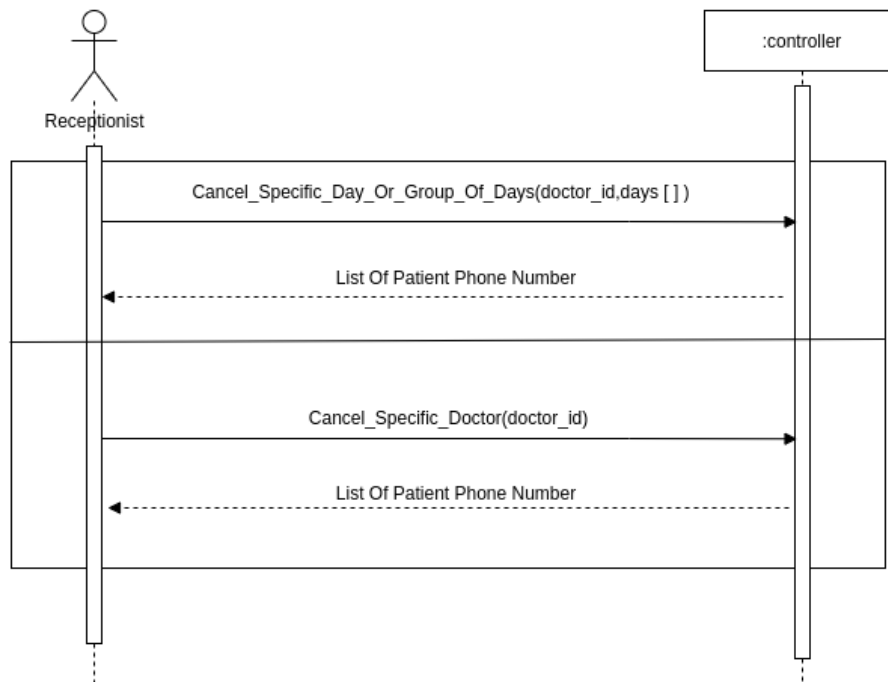 :controller
Receptionist
Cancel_Specific_Day_Or_Group_Of_Days(doctor_id,days [ ] )
List Of Patient Phone Number
Cancel_Specific_Doctor(doctor_id)
List Of Patient Phone Number